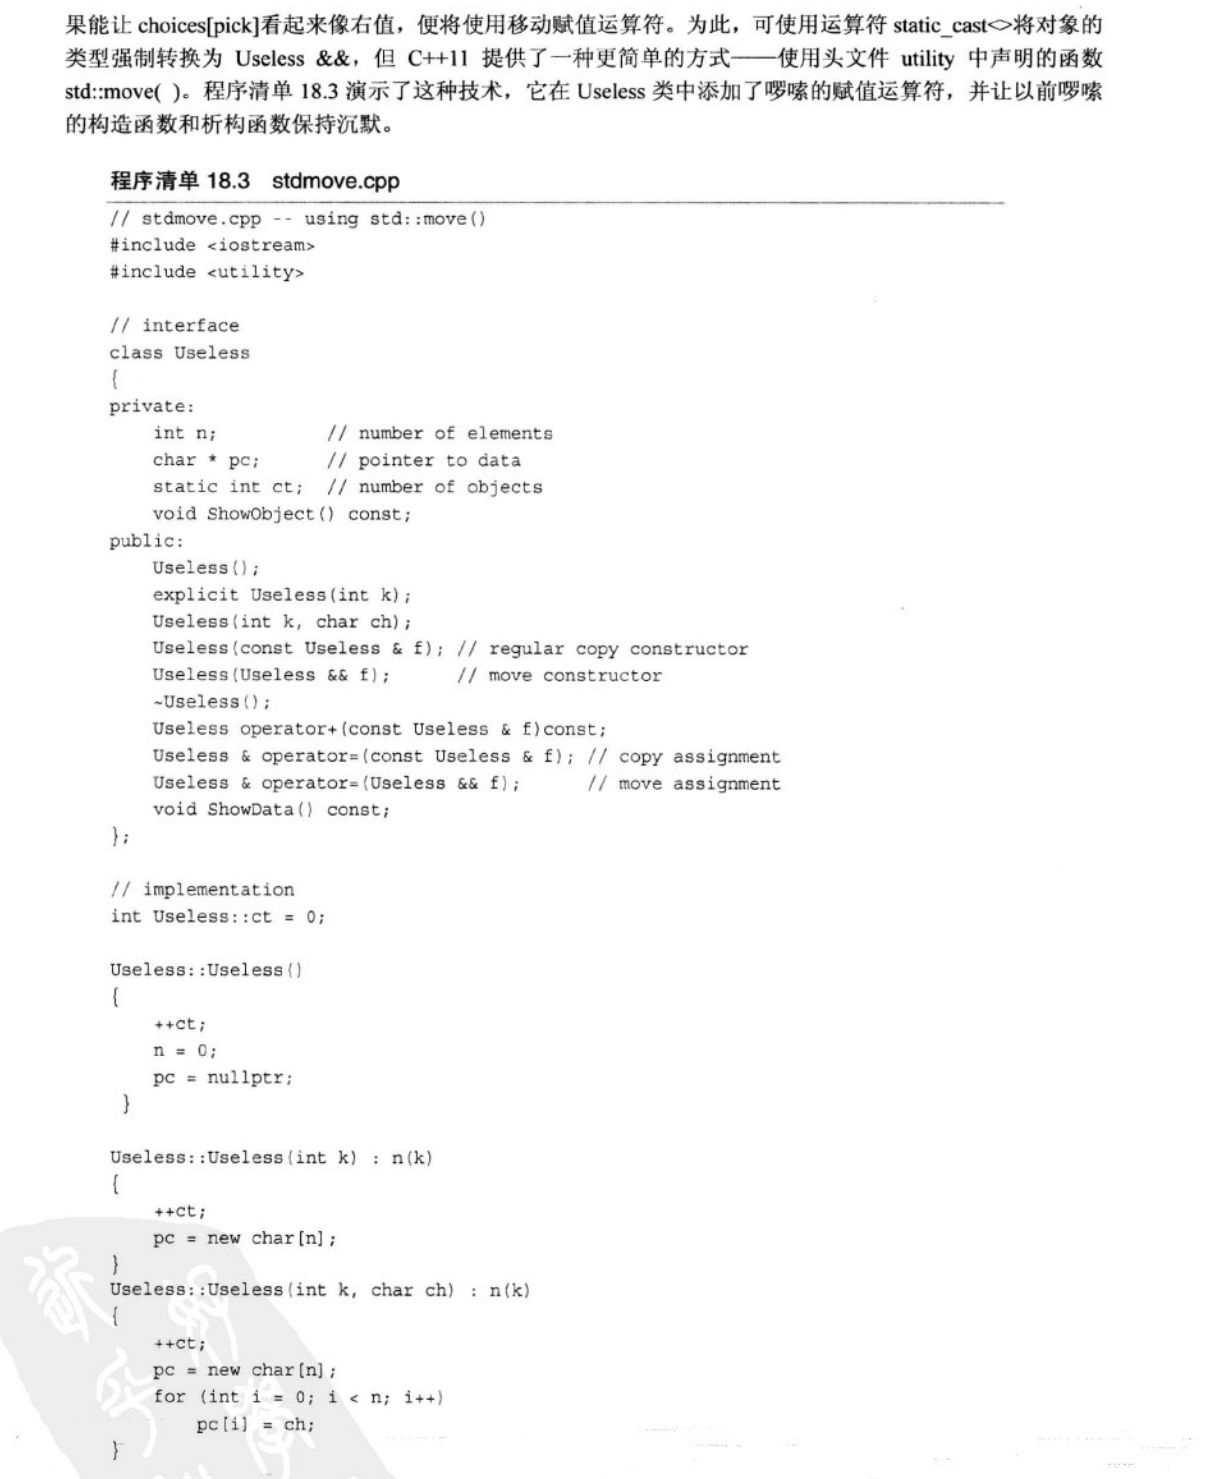 果能让 choices[pick]看起来像右值，便将使用移动赋值运算符。为此，可使用运算符 static_cast<>将对象的
类型强制转换为 Useless &&，但 C++11 提供了一种更简单的方式——使用头文件 utility 中声明的函数
std::move( )。程序清单 18.3 演示了这种技术，它在 Useless 类中添加了啰嗦的赋值运算符，并让以前啰嗦
的构造函数和析构函数保持沉默。
程序清单 18.3 stdmove.cpp
// stdmove.cpp -- using std::move()
#include <iostream>
#include <utility>
// interface
class Useless
{
private:
    int n;          // number of elements
    char * pc;      // pointer to data
    static int ct;  // number of objects
    void ShowObject() const;
public:
    Useless();
    explicit Useless(int k);
    Useless(int k, char ch);
    Useless(const Useless & f); // regular copy constructor
    Useless(Useless && f);      // move constructor
    ~Useless();
    Useless operator+(const Useless & f)const;
    Useless & operator=(const Useless & f); // copy assignment
    Useless & operator=(Useless && f);      // move assignment
    void ShowData() const;
};
// implementation
int Useless::ct = 0;
Useless::Useless()
{
    ++ct;
    n = 0;
    pc = nullptr;
 }
Useless::Useless(int k) : n(k)
{
    ++ct;
    pc = new char[n];
}
Useless::Useless(int k, char ch) : n(k)
{
    ++ct;
    pc = new char[n];
    for (int i = 0; i < n; i++)
        pc[i] = ch;
}